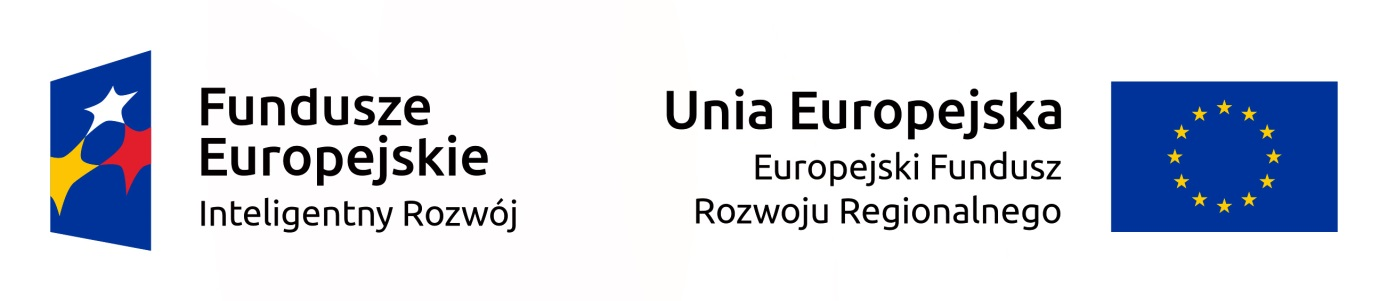 Fundusze
Europejskie
Inteligentny Rozwój
Unia Europejska
Europejski Fundusz
Rozwoju Regionalnego